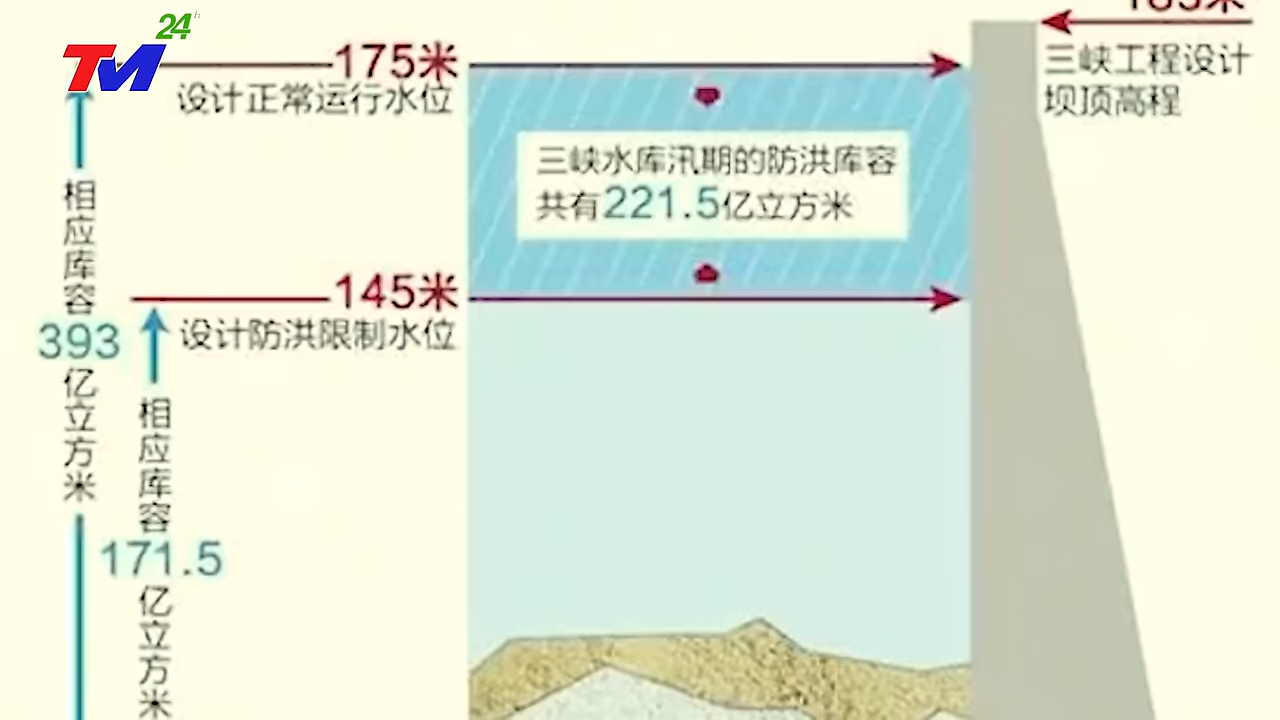 24h
TM
175米
设计正常运行水位
185米
三峡工程设计
坝顶高程
三峡水库汛期的防洪库容
共有221.5亿立方米
145米
设计防洪限制水位
相应库容
393
亿立方米
相应库容
171.5
亿立方米